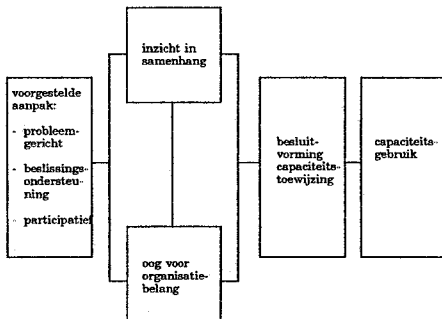 inzicht in
samenhang
voorgestelde
aanpak:
- probleem-
gericht
- beslissings-
ondersteu-
ning
- participatief
besluit-
vorming
capaciteits-
toewijzing
capaciteits-
gebruik
oog voor
organisatie-
belang